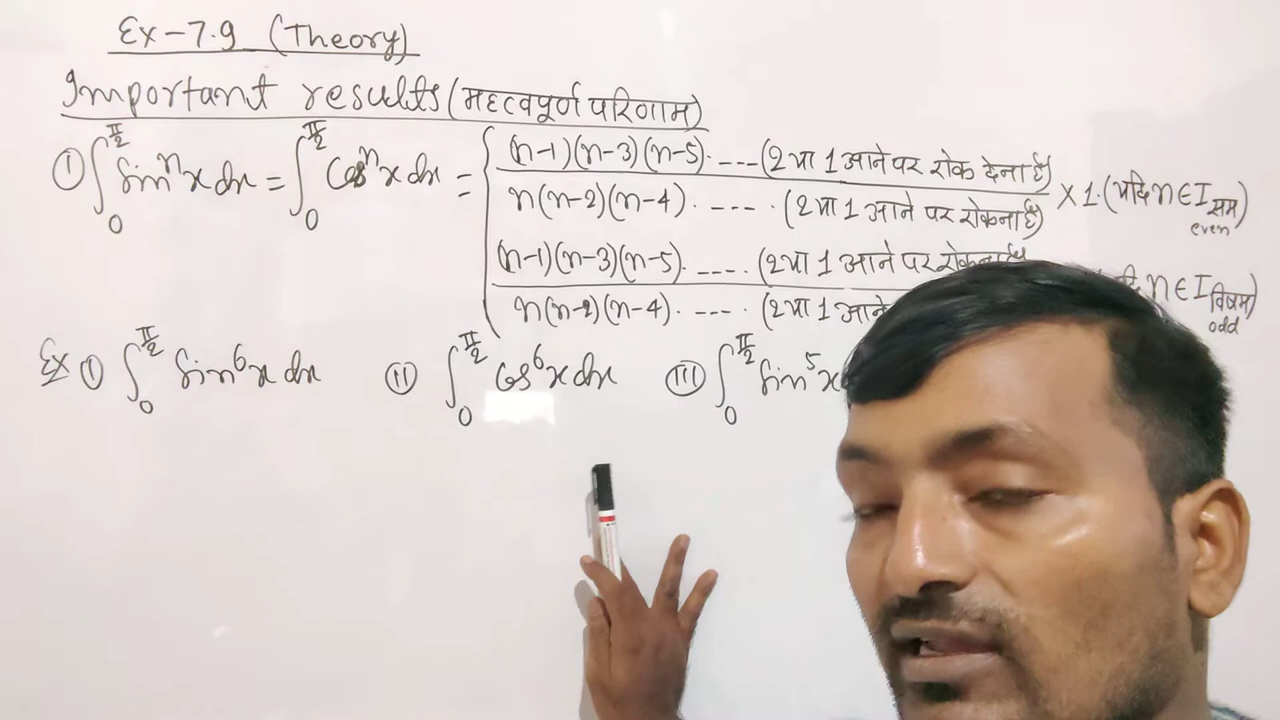 Ex-7.9 (Theory)
Important results (महत्वपूर्ण परिणाम)
① ∫₀^{π/2} sinⁿx dx = ∫₀^{π/2} cosⁿx dx = { (n-1)(n-3)(n-5). ---- (2 या 1 आने पर रोक देना है)
n(n-2)(n-4). ---- . (2 या 1 आने पर रोकना है) × 1. (यदि n ∈ I सम even)
(n-1)(n-3)(n-5). ---- . (2 या 1 आने पर रोकना है)
n(n-2)(n-4). ---- . (2 या 1 आने n ∈ I विषम odd)
Ex ① ∫₀^{π/2} sin⁶x dx ② ∫₀^{π/2} cos⁶x dx ③ ∫₀^{π/2} sin⁵x